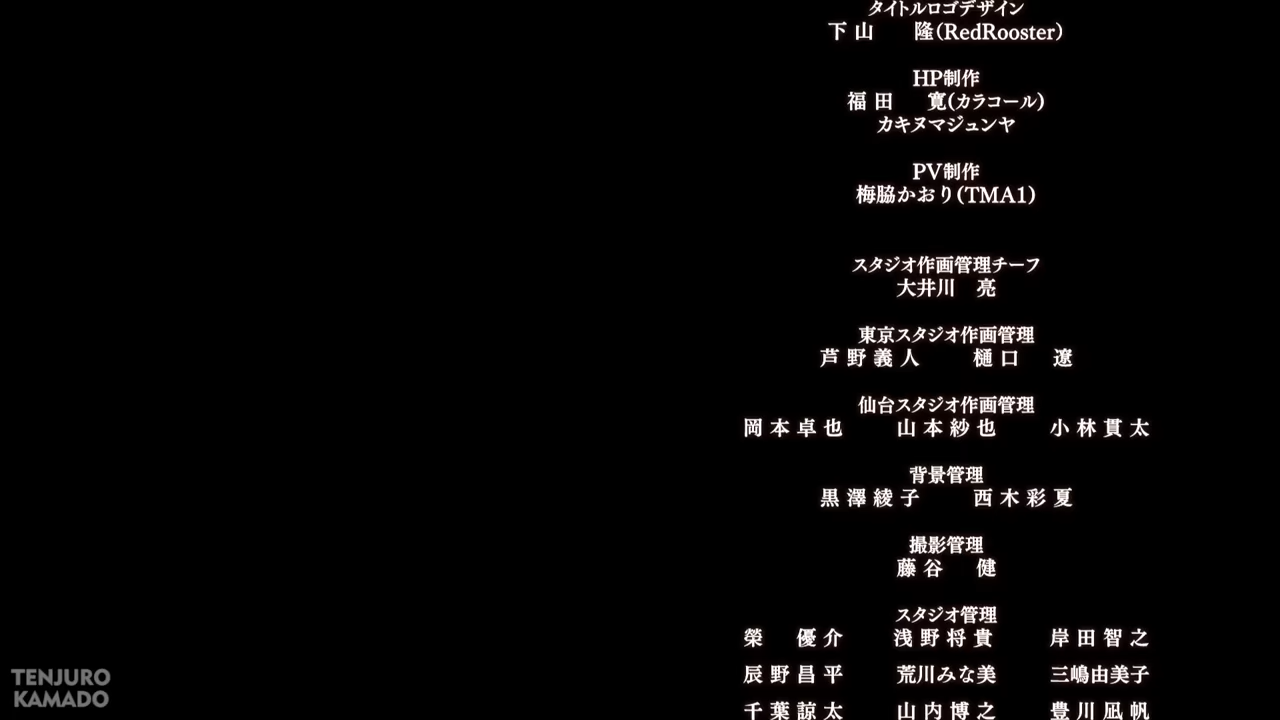 タイトルロゴデザイン
下山 隆(RedRooster)
HP制作
福田 寛(カラコール)
カキヌマジュンヤ
PV制作
梅脇かおり(TMA1)
スタジオ作画管理チーフ
大井川 亮
東京スタジオ作画管理
芦野義人 樋口 遼
仙台スタジオ作画管理
岡本卓也 山本紗也 小林貫太
背景管理
黒澤綾子 西木彩夏
撮影管理
藤谷 健
スタジオ管理
榮 優介 浅野将貴 岸田智之
辰野昌平 荒川みな美 三嶋由美子
千葉諒太 山内博之 豊川凪帆
TENJURO
KAMADO